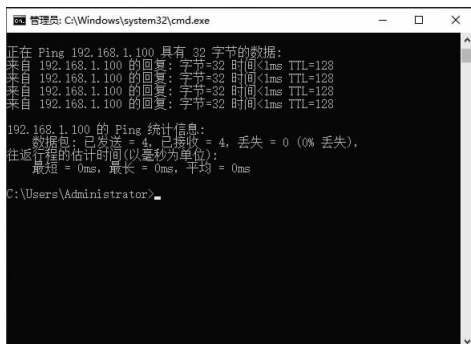 管理员: C:\Windows\system32\cmd.exe
正在 Ping 192.168.1.100 具有 32 字节的数据:
来自 192.168.1.100 的回复: 字节=32 时间<1ms TTL=128
来自 192.168.1.100 的回复: 字节=32 时间<1ms TTL=128
来自 192.168.1.100 的回复: 字节=32 时间<1ms TTL=128
来自 192.168.1.100 的回复: 字节=32 时间<1ms TTL=128
192.168.1.100 的 Ping 统计信息:
数据包: 已发送 = 4, 已接收 = 4, 丢失 = 0 (0% 丢失),
往返行程的估计时间(以毫秒为单位):
最短 = 0ms, 最长 = 0ms, 平均 = 0ms
C:\Users\Administrator>